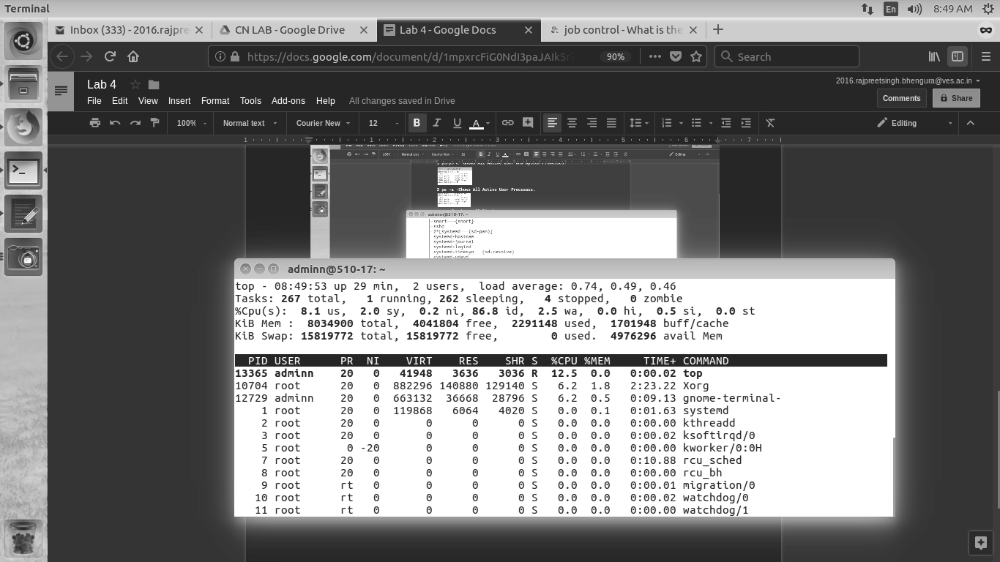 Terminal
En
8:49 AM
Inbox (333) - 2016.rajpre
CN LAB - Google Drive
Lab 4 - Google Docs
job control - What is the
https://docs.google.com/document/d/1mpxrcFiG0NdI3paJAIk5r
90%
Search
Lab 4
2016.rajpreetsingh.bhengura@ves.ac.in
File Edit View Insert Format Tools Add-ons Help All changes saved in Drive
Comments
Share
100% Normal text Courier New 12 B I U A Editing
1 1 2 3 4 5 6 7
2 ps -a -Shows All Active User Processes.
adminn@510-17: ~
snort---{snort}
sshd
2*[systemd---(sd-pam)]
systemd-hostnam
systemd-journal
systemd-logind
systemd-timesyn---{sd-resolve}
systemd-udevd
adminn@510-17: ~
top - 08:49:53 up 29 min,  2 users,  load average: 0.74, 0.49, 0.46
Tasks: 267 total,   1 running, 262 sleeping,   4 stopped,   0 zombie
%Cpu(s):  8.1 us,  2.0 sy,  0.2 ni, 86.8 id,  2.5 wa,  0.0 hi,  0.5 si,  0.0 st
KiB Mem :  8034900 total,  4041804 free,  2291148 used,  1701948 buff/cache
KiB Swap: 15819772 total, 15819772 free,        0 used.  4976296 avail Mem
PID USER      PR  NI    VIRT    RES    SHR S  %CPU %MEM     TIME+ COMMAND
13365 adminn    20   0   41948   3636   3036 R  12.5  0.0   0:00.02 top
10704 root      20   0  882296 140880 129140 S   6.2  1.8   2:23.22 Xorg
12729 adminn    20   0  663132  36668  28796 S   6.2  0.5   0:09.13 gnome-terminal-
1 root      20   0  119868   6064   4020 S   0.0  0.1   0:01.63 systemd
2 root      20   0       0      0      0 S   0.0  0.0   0:00.00 kthreadd
3 root      20   0       0      0      0 S   0.0  0.0   0:00.02 ksoftirqd/0
5 root       0 -20       0      0      0 S   0.0  0.0   0:00.00 kworker/0:0H
7 root      20   0       0      0      0 S   0.0  0.0   0:10.88 rcu_sched
8 root      20   0       0      0      0 S   0.0  0.0   0:00.00 rcu_bh
9 root      rt   0       0      0      0 S   0.0  0.0   0:00.01 migration/0
10 root      rt   0       0      0      0 S   0.0  0.0   0:00.02 watchdog/0
11 root      rt   0       0      0      0 S   0.0  0.0   0:00.00 watchdog/1